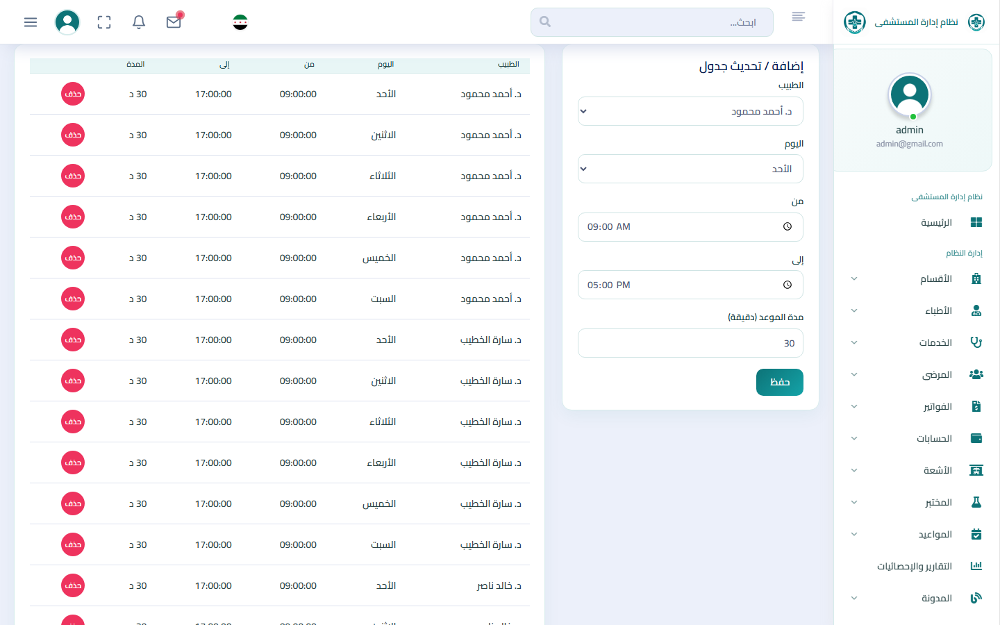 نظام إدارة المستشفى
ابحث...
admin
admin@gmail.com
نظام إدارة المستشفى
الرئيسية
إدارة النظام
الأقسام
الأطباء
الخدمات
المرضى
الفواتير
الحسابات
الأشعة
المختبر
المواعيد
التقارير والإحصائيات
المدونة
إضافة / تحديث جدول
الطبيب
د. أحمد محمود
اليوم
الأحد
من
09:00 AM
إلى
05:00 PM
مدة الموعد (دقيقة)
30
حفظ
الطبيب اليوم من إلى المدة
د. أحمد محمود الأحد 09:00:00 17:00:00 30 د حذف
د. أحمد محمود الاثنين 09:00:00 17:00:00 30 د حذف
د. أحمد محمود الثلاثاء 09:00:00 17:00:00 30 د حذف
د. أحمد محمود الأربعاء 09:00:00 17:00:00 30 د حذف
د. أحمد محمود الخميس 09:00:00 17:00:00 30 د حذف
د. أحمد محمود السبت 09:00:00 17:00:00 30 د حذف
د. سارة الخطيب الأحد 09:00:00 17:00:00 30 د حذف
د. سارة الخطيب الاثنين 09:00:00 17:00:00 30 د حذف
د. سارة الخطيب الثلاثاء 09:00:00 17:00:00 30 د حذف
د. سارة الخطيب الأربعاء 09:00:00 17:00:00 30 د حذف
د. سارة الخطيب الخميس 09:00:00 17:00:00 30 د حذف
د. سارة الخطيب السبت 09:00:00 17:00:00 30 د حذف
د. خالد ناصر الأحد 09:00:00 17:00:00 30 د حذف